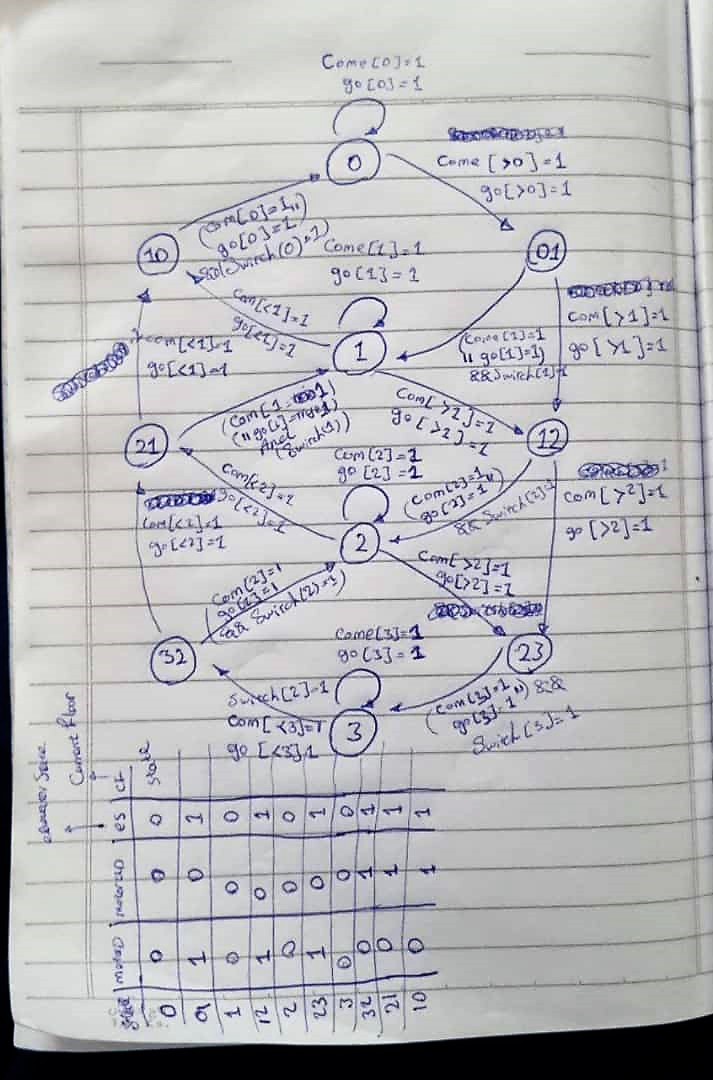 Come[0]=1
go[0]=1
0
Come[>0]=1
go[>0]=1
(com[0]=1,,
go[0]=1)
Switch(0)=1)
10
01
Come[1]=1
go[1]=1
com[<1]=1
go[<1]=1
1
(Come[1]=1
" go[1]=1)
&& Switch[1]=1
com[>1]=1
go[>1]=1
com[<1]=1
go[<1]=1
21
(com[1
" go[1]=
And
(Switch1))
Com[>2]=1
go[>2]=1
12
Com[2]=1
go[2]=1
com[<2]=1
go[<2]=1
2
(com[2]=1,,
go[2]=1)
&& Switch[2]=1
com[>2]=1
go[>2]=1
com[<2]=1
go[<2]=1
32
(com[2]=1
go[2]=1
&& Switch(2)=1)
com[>2]=1
go[>2]=1
23
Come[3]=1
go[3]=1
Switch[2]=1
Com[<3]=1
go[<3]=1
3
(com[3]=1
go[3]=1") &&
Switch[3]=1
Current floor
State motorD motorUp es cf
0 0 0 0 State
01 1 0 1
1 0 0 0
12 1 0 1
2 0 0 0
23 1 0 1
3 0 0 0
32 0 1 1
21 0 1 1
10 0 1 1